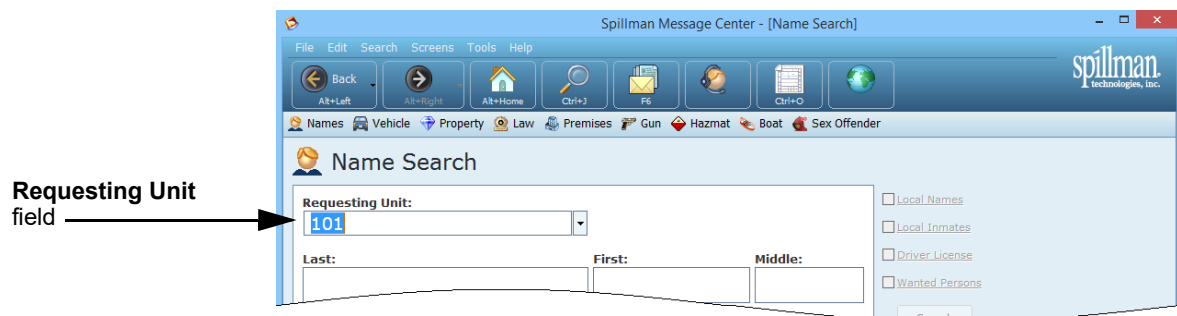 Spillman Message Center - [Name Search]
File Edit Search Screens Tools Help
Back
Alt+Left
Alt+Right
Alt+Home
Ctrl+J
F6
Ctrl+O
spillman.
technologies, inc.
Names Vehicle Property Law Premises Gun Hazmat Boat Sex Offender
Name Search
Requesting Unit
field
Requesting Unit:
101
Last: First: Middle:
Local Names
Local Inmates
Driver License
Wanted Persons